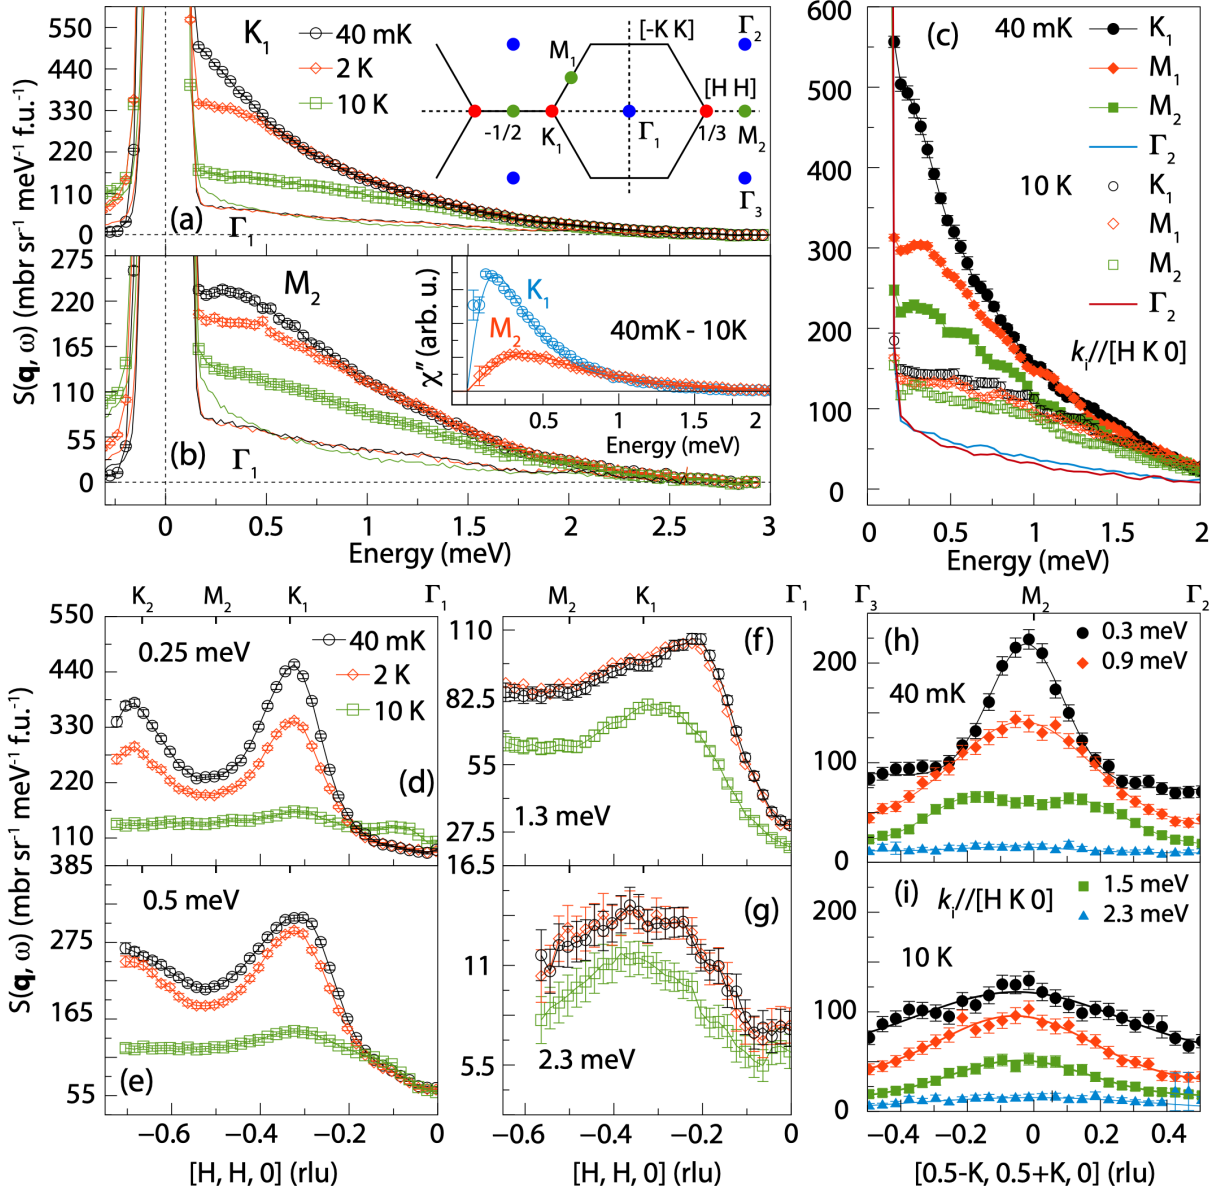 S(q, ω) (mbr sr⁻¹ meV⁻¹ f.u.⁻¹)
550
440
330
220
110
0
K₁
40 mK
2 K
10 K
(a)
Γ₁
M₁
[-K K]
Γ₂
[H H]
-1/2
K₁
Γ₁
1/3
M₂
Γ₃
275
220
165
110
55
0
M₂
(b)
Γ₁
χ″ (arb. u.)
K₁
M₂
40mK - 10K
0.5
1
2
Energy (meV)
0
0.5
1
1.5
2
2.5
3
Energy (meV)
600
500
400
300
200
100
0
(c)
40 mK
K₁
M₁
M₂
Γ₂
10 K
K₁
M₁
M₂
Γ₂
kᵢ//[H K 0]
0
0.5
1
1.5
2
Energy (meV)
S(q, ω) (mbr sr⁻¹ meV⁻¹ f.u.⁻¹)
K₂
M₂
K₁
Γ₁
550
440
330
220
110
0.25 meV
40 mK
2 K
10 K
(d)
385
275
165
55
0.5 meV
(e)
−0.6
−0.4
−0.2
0
[H, H, 0] (rlu)
M₂
K₁
Γ₁
110
82.5
55
27.5
(f)
1.3 meV
16.5
11
5.5
(g)
2.3 meV
−0.6
−0.4
−0.2
0
[H, H, 0] (rlu)
Γ₃
M₂
Γ₂
200
100
0
(h)
40 mK
0.3 meV
0.9 meV
200
100
0
(i)
kᵢ//[H K 0]
1.5 meV
2.3 meV
10 K
−0.4
−0.2
0
0.2
0.4
[0.5-K, 0.5+K, 0] (rlu)